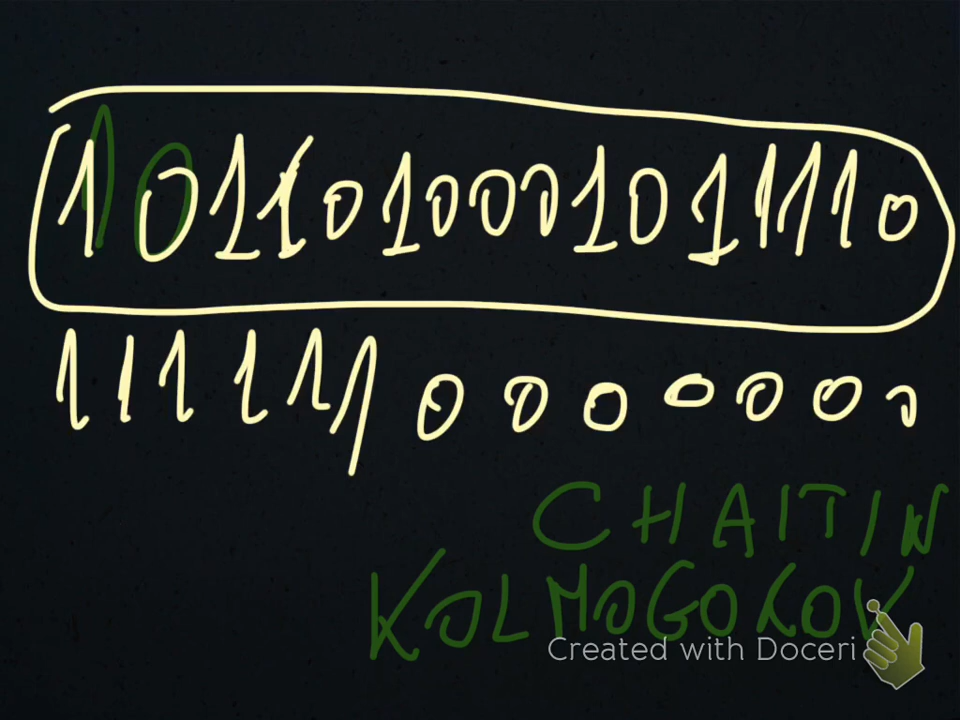 1011010001011110
1111110000000
CHAITIN
KOLMOGOROV
Created with Doceri